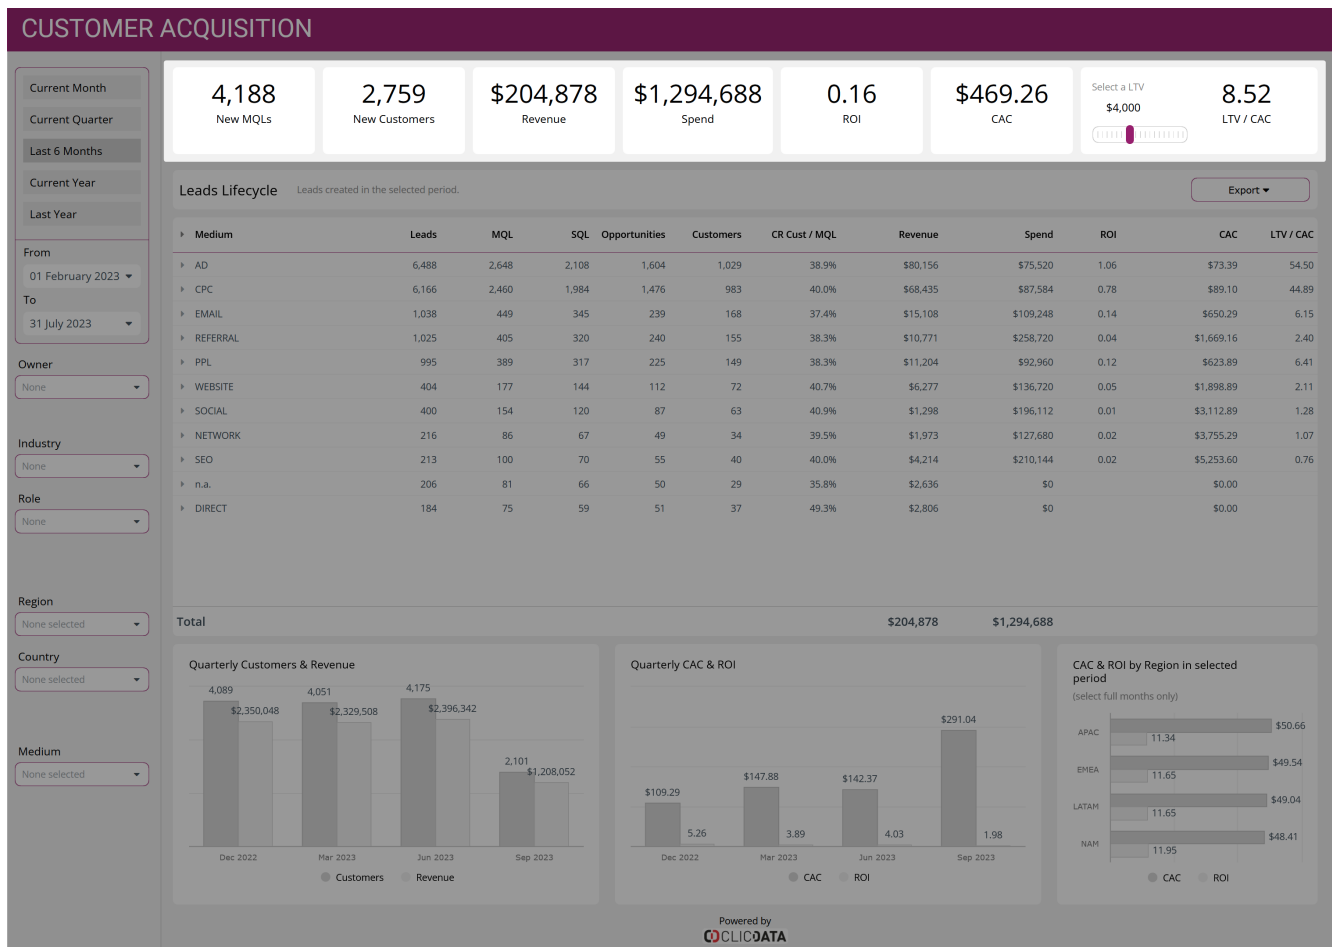 CUSTOMER ACQUISITION
Current Month
Current Quarter
Last 6 Months
Current Year
Last Year
From
01 February 2023
To
31 July 2023
Owner
None
Industry
None
Role
None
Region
None selected
Country
None selected
Medium
None selected
4,188
New MQLs
2,759
New Customers
$204,878
Revenue
$1,294,688
Spend
0.16
ROI
$469.26
CAC
Select a LTV
$4,000
8.52
LTV / CAC
Leads Lifecycle Leads created in the selected period. Export
Medium Leads MQL SQL Opportunities Customers CR Cust / MQL Revenue Spend ROI CAC LTV / CAC
AD 6,488 2,648 2,108 1,604 1,029 38.9% $80,156 $75,520 1.06 $73.39 54.50
CPC 6,166 2,460 1,984 1,476 983 40.0% $68,435 $87,584 0.78 $89.10 44.89
EMAIL 1,038 449 345 239 168 37.4% $15,108 $109,248 0.14 $650.29 6.15
REFERRAL 1,025 405 320 240 155 38.3% $10,771 $258,720 0.04 $1,669.16 2.40
PPL 995 389 317 225 149 38.3% $11,204 $92,960 0.12 $623.89 6.41
WEBSITE 404 177 144 112 72 40.7% $6,277 $136,720 0.05 $1,898.89 2.11
SOCIAL 400 154 120 87 63 40.9% $1,298 $196,112 0.01 $3,112.89 1.28
NETWORK 216 86 67 49 34 39.5% $1,973 $127,680 0.02 $3,755.29 1.07
SEO 213 100 70 55 40 40.0% $4,214 $210,144 0.02 $5,253.60 0.76
n.a. 206 81 66 50 29 35.8% $2,636 $0 $0.00
DIRECT 184 75 59 51 37 49.3% $2,806 $0 $0.00
Total $204,878 $1,294,688
Quarterly Customers & Revenue
4,089 4,051 4,175 2,101
$2,350,048 $2,329,508 $2,396,342 $1,208,052
Dec 2022 Mar 2023 Jun 2023 Sep 2023
Customers Revenue
Quarterly CAC & ROI
$109.29 $147.88 $142.37 $291.04
5.26 3.89 4.03 1.98
Dec 2022 Mar 2023 Jun 2023 Sep 2023
CAC ROI
CAC & ROI by Region in selected
period
(select full months only)
APAC $50.66
11.34
EMEA $49.54
11.65
LATAM $49.04
11.65
NAM $48.41
11.95
CAC ROI
Powered by
CLICDATA